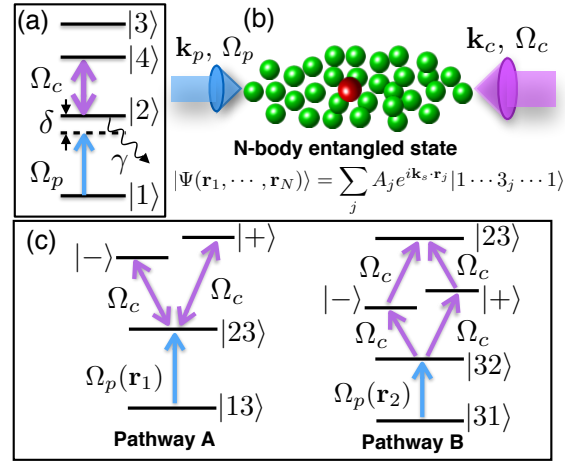 (a)
|3⟩
|4⟩
Ω_c
|2⟩
δ
γ
Ω_p
|1⟩
(b)
k_p, Ω_p
k_c, Ω_c
N-body entangled state
|Ψ(r_1, ⋯ , r_N)⟩ = ∑_j A_j e^{ik_s·r_j} |1 ⋯ 3_j ⋯ 1⟩
(c)
|−⟩
|+⟩
Ω_c
Ω_c
|23⟩
Ω_p(r_1)
|13⟩
Pathway A
|23⟩
Ω_c
Ω_c
|−⟩
|+⟩
Ω_c
Ω_c
|32⟩
Ω_p(r_2)
|31⟩
Pathway B